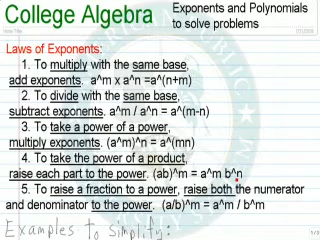 College Algebra
Exponents and Polynomials
to solve problems
Laws of Exponents:
1. To multiply with the same base,
add exponents. a^m x a^n =a^(n+m)
2. To divide with the same base,
subtract exponents. a^m / a^n = a^(m-n)
3. To take a power of a power,
multiply exponents. (a^m)^n = a^(mn)
4. To take the power of a product,
raise each part to the power. (ab)^m = a^m b^n
5. To raise a fraction to a power, raise both the numerator
and denominator to the power. (a/b)^m = a^m / b^m
Examples to simplify: